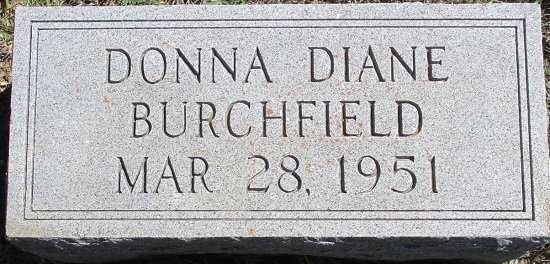 DONNA DIANE
BURCHFIELD
MAR 28, 1951